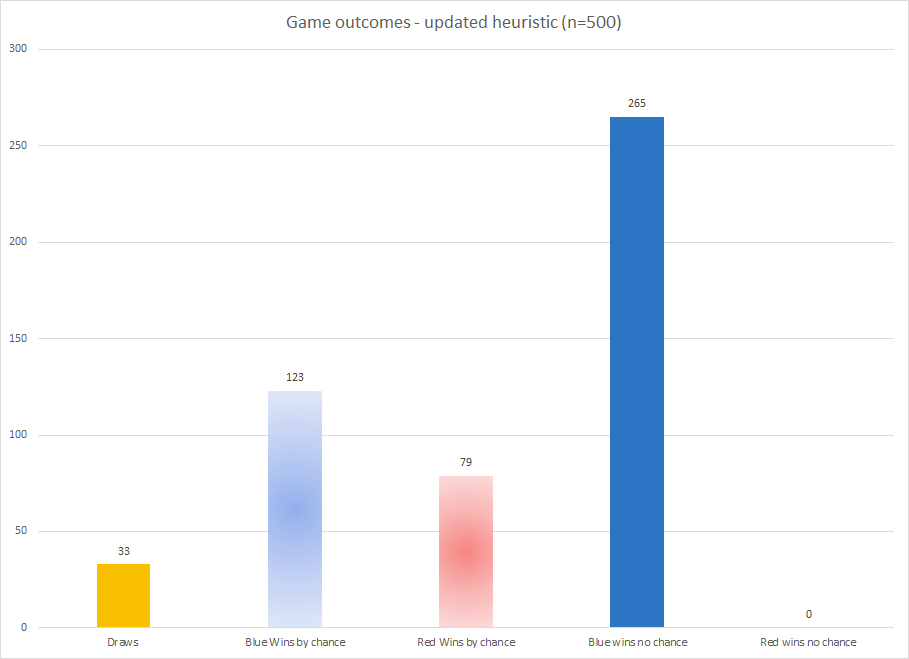 Game outcomes - updated heuristic (n=500)
300
250
200
150
100
50
0
33
123
79
265
0
Draws
Blue Wins by chance
Red Wins by chance
Blue wins no chance
Red wins no chance